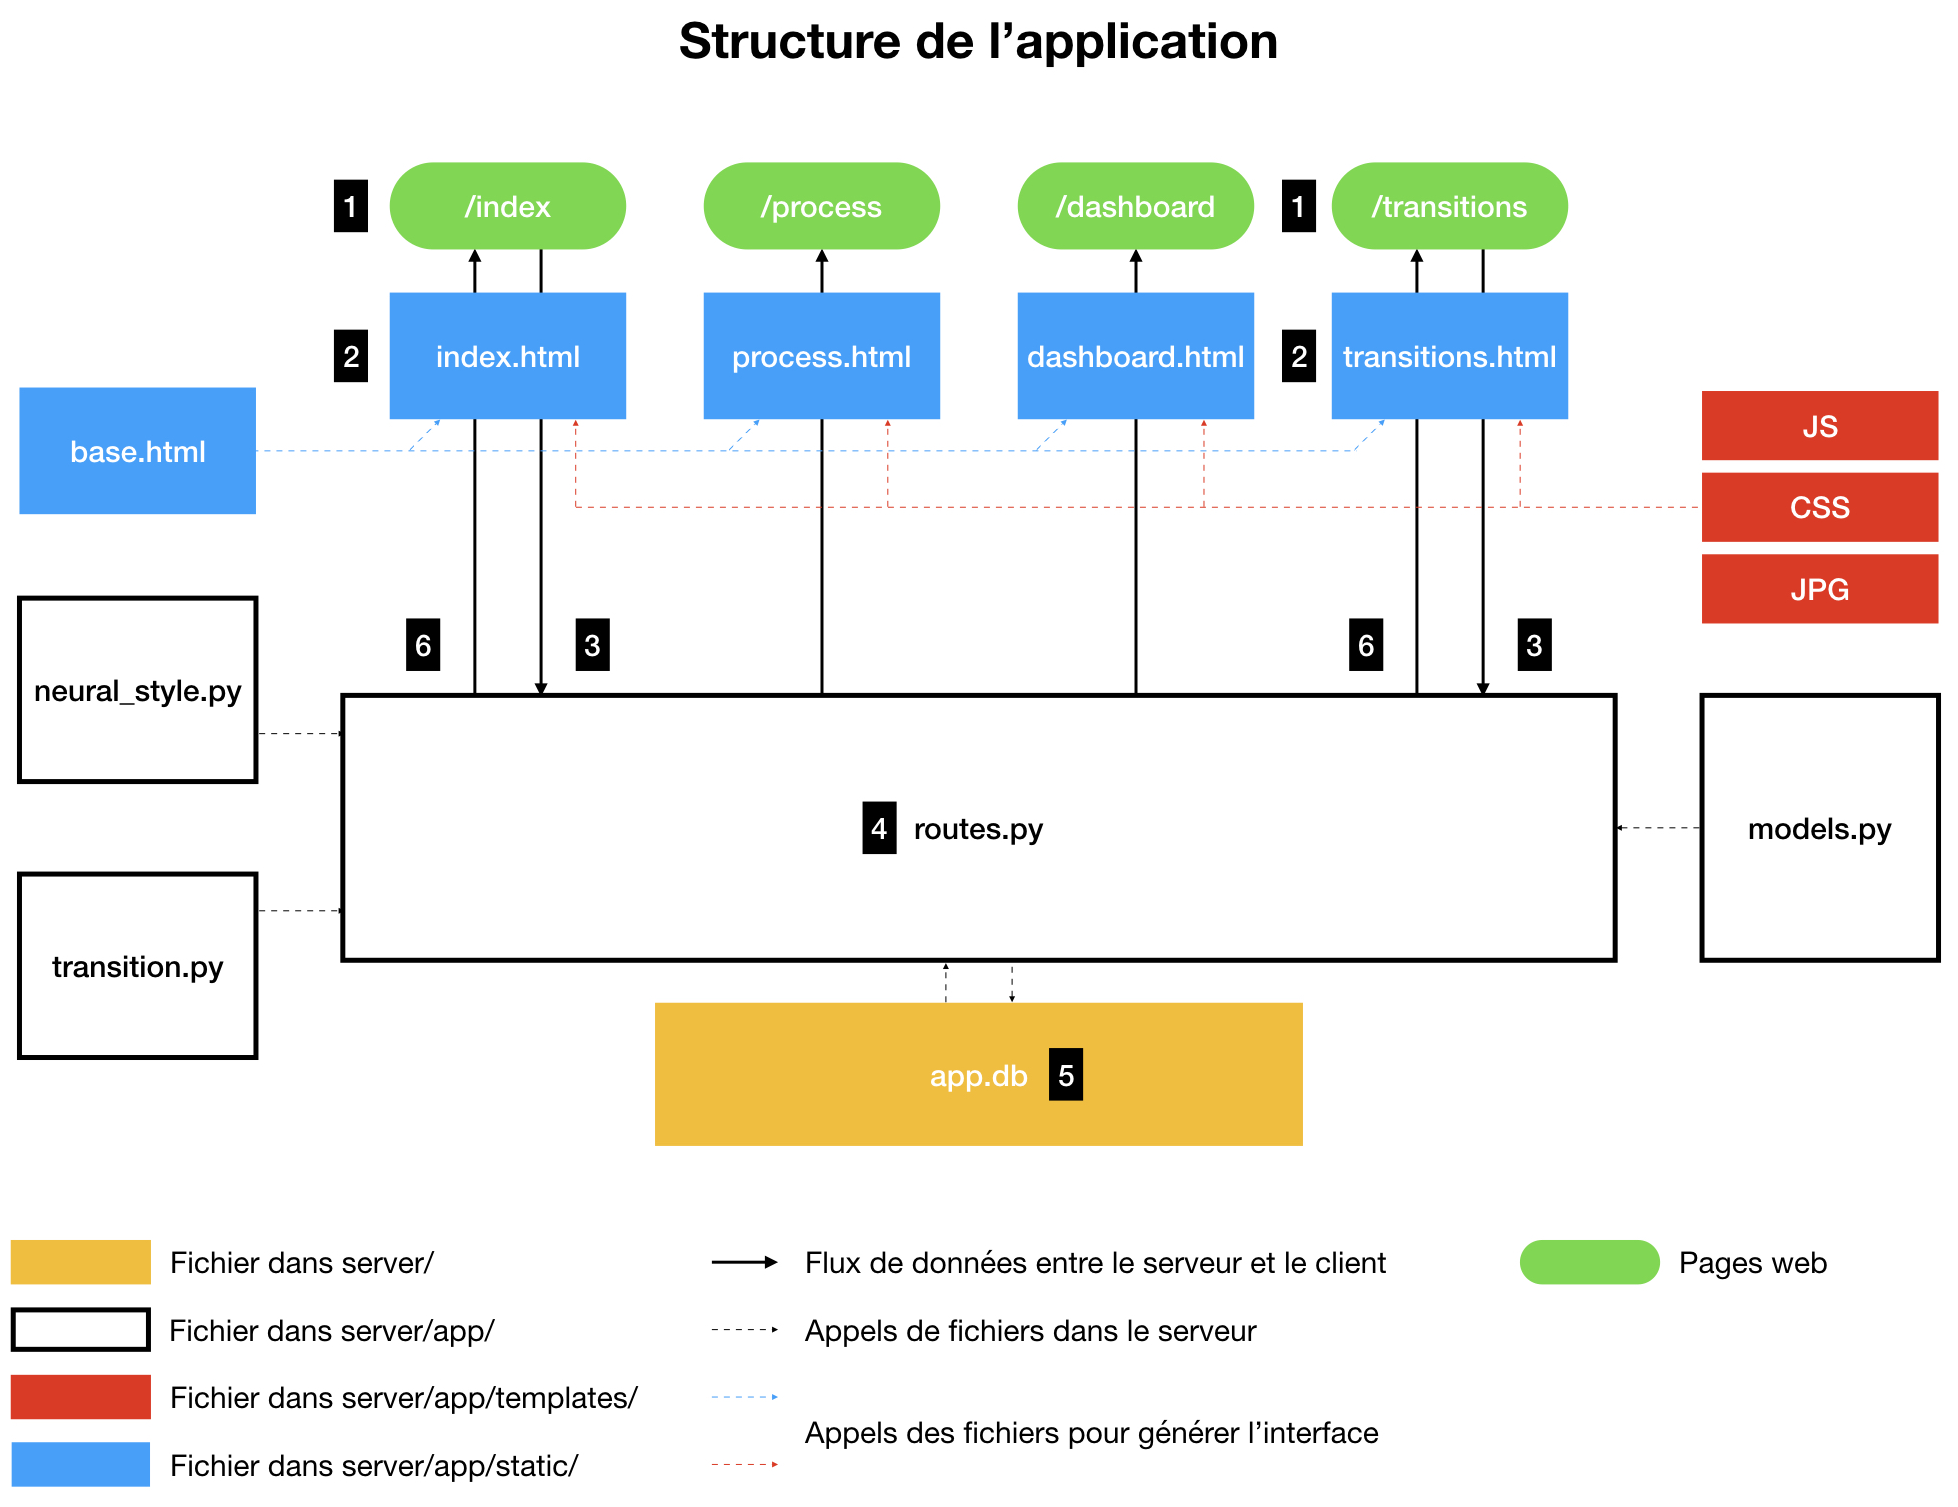 Structure de l’application
1
/index
/process
/dashboard
1
/transitions
2
index.html
process.html
dashboard.html
2
transitions.html
base.html
JS
CSS
JPG
6
3
6
3
neural_style.py
4
routes.py
models.py
transition.py
app.db
5
Fichier dans server/
Flux de données entre le serveur et le client
Pages web
Fichier dans server/app/
Appels de fichiers dans le serveur
Fichier dans server/app/templates/
Appels des fichiers pour générer l’interface
Fichier dans server/app/static/